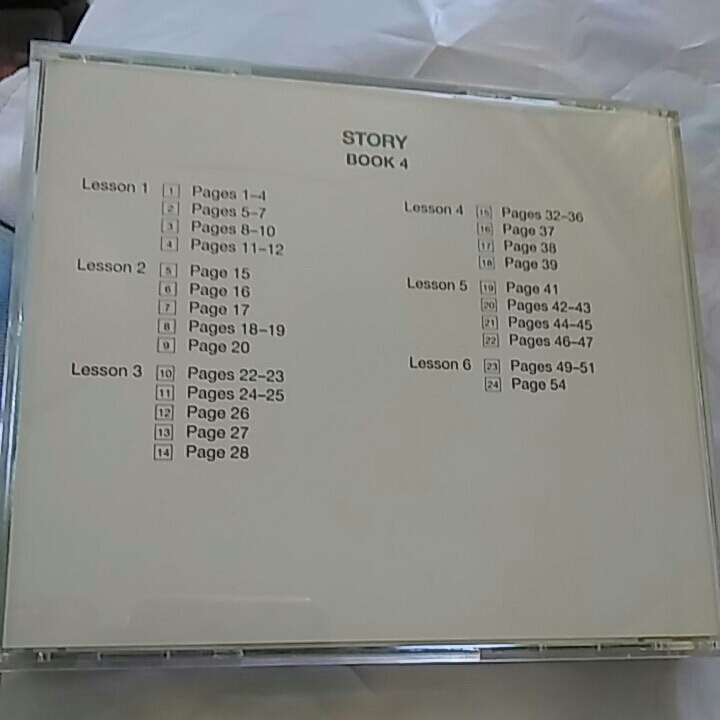 STORY
BOOK 4
Lesson 1 1 Pages 1–4
2 Pages 5–7
3 Pages 8–10
4 Pages 11–12
Lesson 2 5 Page 15
6 Page 16
7 Page 17
8 Pages 18–19
9 Page 20
Lesson 3 10 Pages 22–23
11 Pages 24–25
12 Page 26
13 Page 27
14 Page 28
Lesson 4 15 Pages 32–36
16 Page 37
17 Page 38
18 Page 39
Lesson 5 19 Page 41
20 Pages 42–43
21 Pages 44–45
22 Pages 46–47
Lesson 6 23 Pages 49–51
24 Page 54